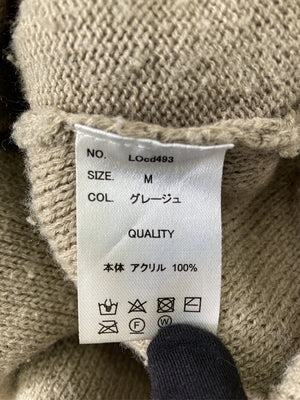 NO. LOcd493
SIZE. M
COL. グレージュ
QUALITY
本体 アクリル 100%
F W